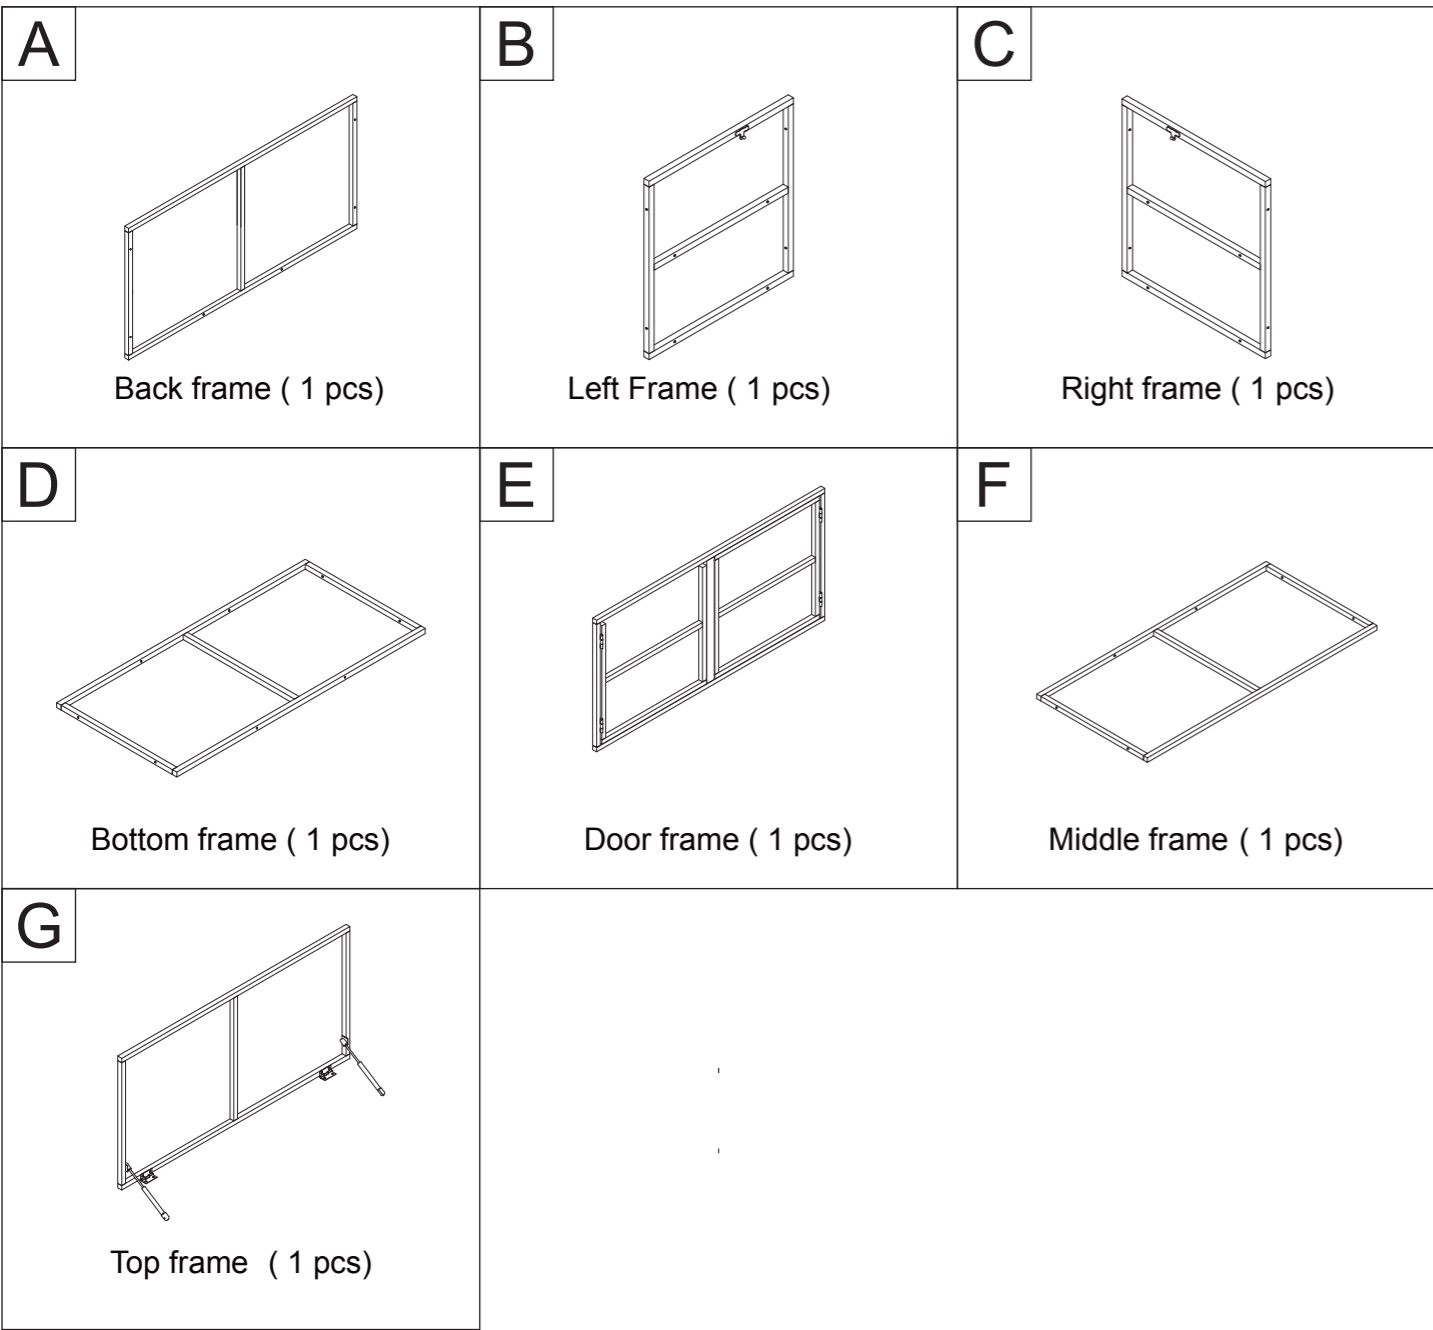 A
B
C
Back frame ( 1 pcs)
Left Frame ( 1 pcs)
Right frame ( 1 pcs)
D
E
F
Bottom frame ( 1 pcs)
Door frame ( 1 pcs)
Middle frame ( 1 pcs)
G
Top frame ( 1 pcs)